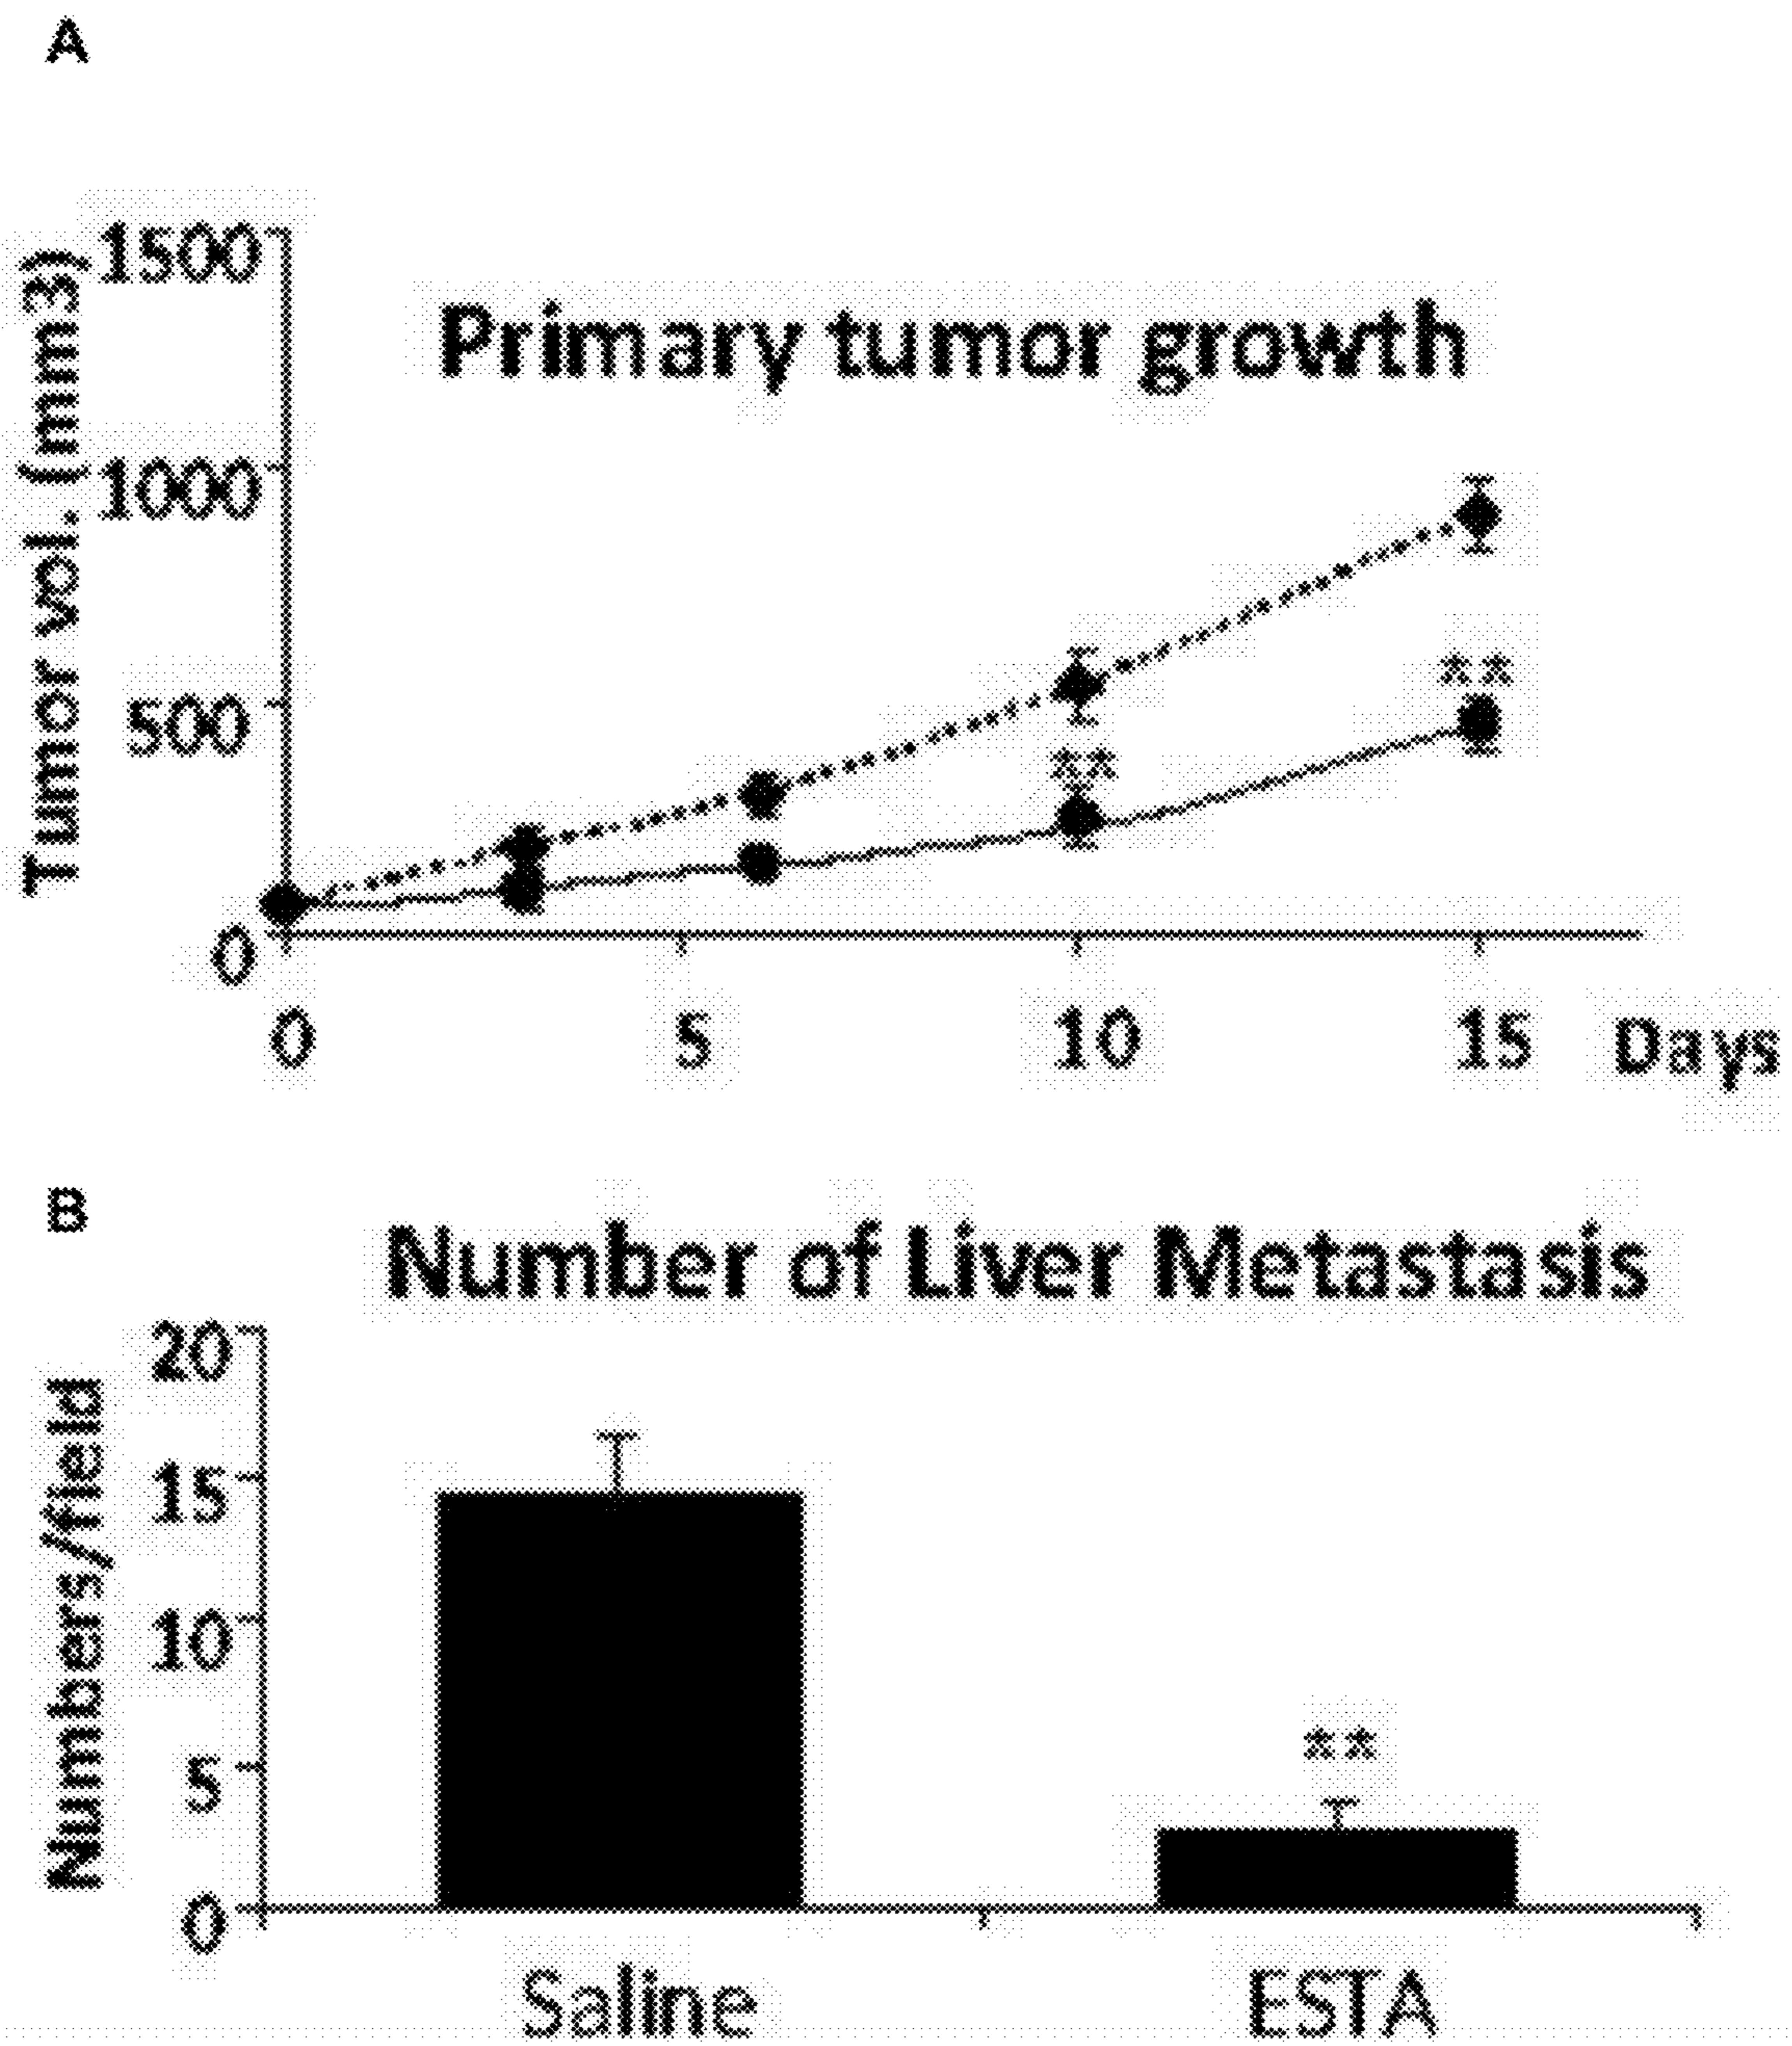 A
Primary tumor growth
Tumor vol. (mm3)
1500
1000
500
0
**
**
0 5 10 15 Days
B
Number of Liver Metastasis
Numbers/field
20
15
10
5
0
**
Saline ESTA